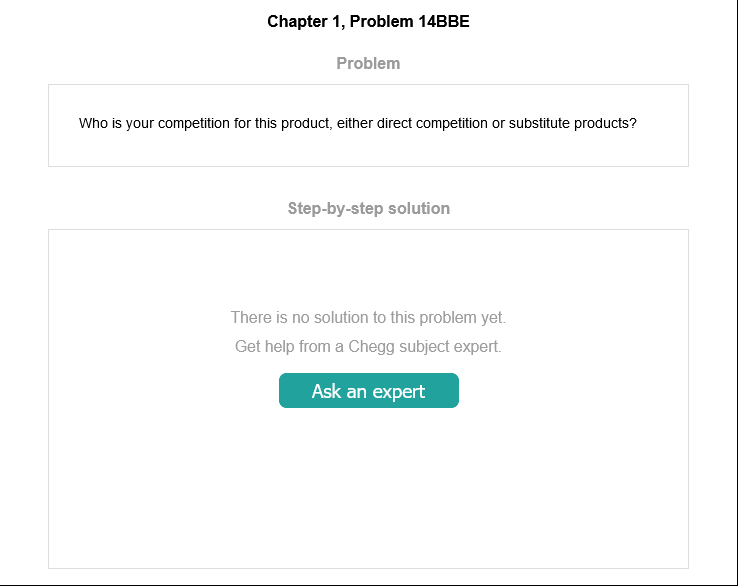 Chapter 1, Problem 14BBE
Problem
Who is your competition for this product, either direct competition or substitute products?
Step-by-step solution
There is no solution to this problem yet.
Get help from a Chegg subject expert.
Ask an expert